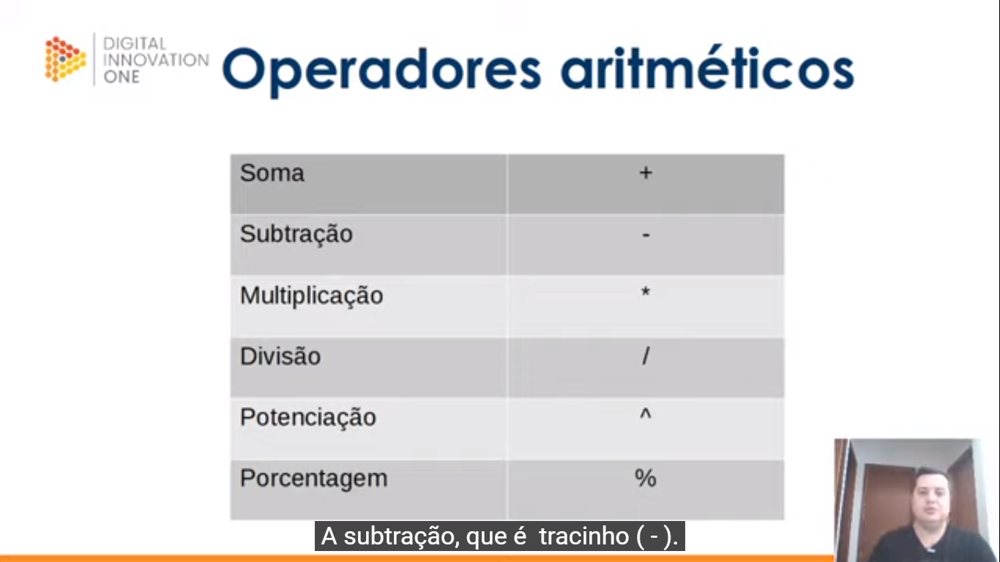 DIGITAL
INNOVATION
ONE
Operadores aritméticos
Soma +
Subtração -
Multiplicação *
Divisão /
Potenciação ^
Porcentagem %
A subtração, que é  tracinho ( - ).